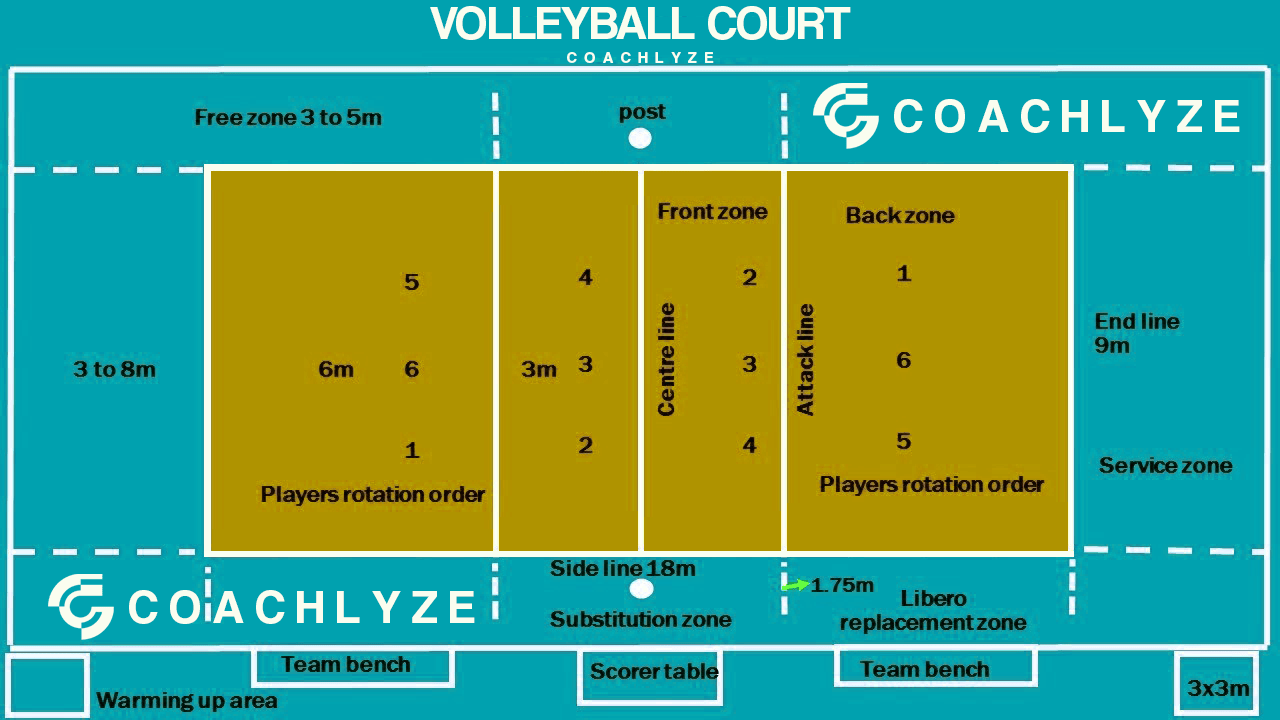 VOLLEYBALL COURT
COACHLYZE
Free zone 3 to 5m
post
COACHLYZE
Front zone
Back zone
5
4
2
1
3 to 8m
6m
6
3m
3
Centre line
3
Attack line
6
End line
9m
1
2
4
5
Players rotation order
Players rotation order
Service zone
Side line 18m
1.75m
COACHLYZE
Substitution zone
Libero
replacement zone
Team bench
Scorer table
Team bench
Warming up area
3x3m